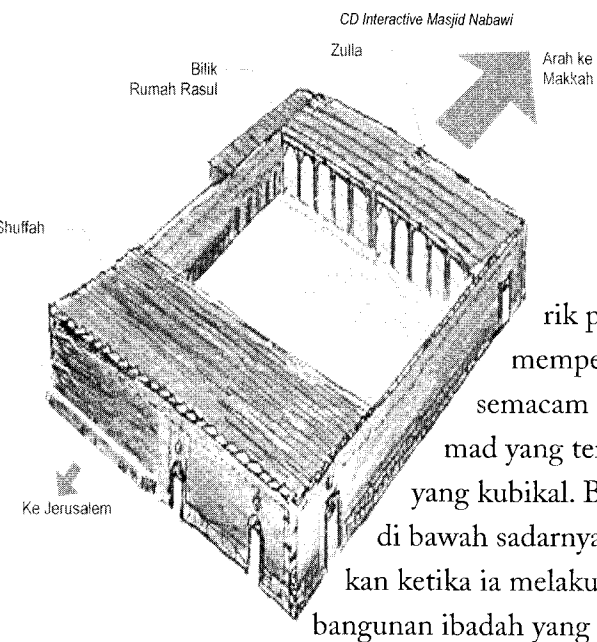 CD Interactive Masjid Nabawi
Zulla
Arah ke
Makkah
Bilik
Rumah Rasul
Shuffah
Ke Jerusalem
rik p
mempe
semacam
mad yang te
yang kubikal. B
di bawah sadarnya
kan ketika ia melaku
bangunan ibadah yang